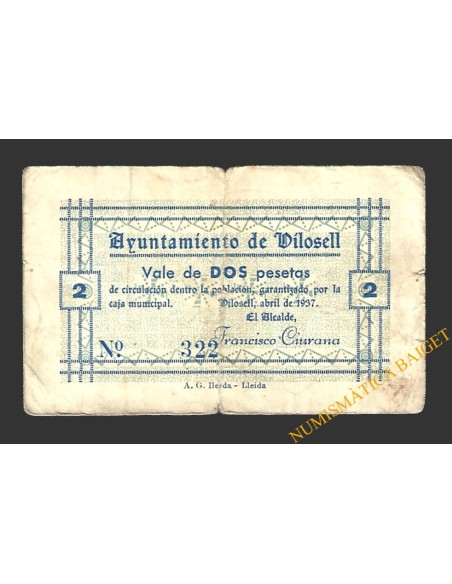 Ayuntamiento de Vilosell
Vale de DOS pesetas
de circulación dentro la población, garantizado por la
caja municipal. Vilosell, abril de 1937.
El Alcalde,
Francisco Ciurana
Nº 322
2
2
A. G. Ilerda - Lleida
NUMISMÁTICA BAIGET